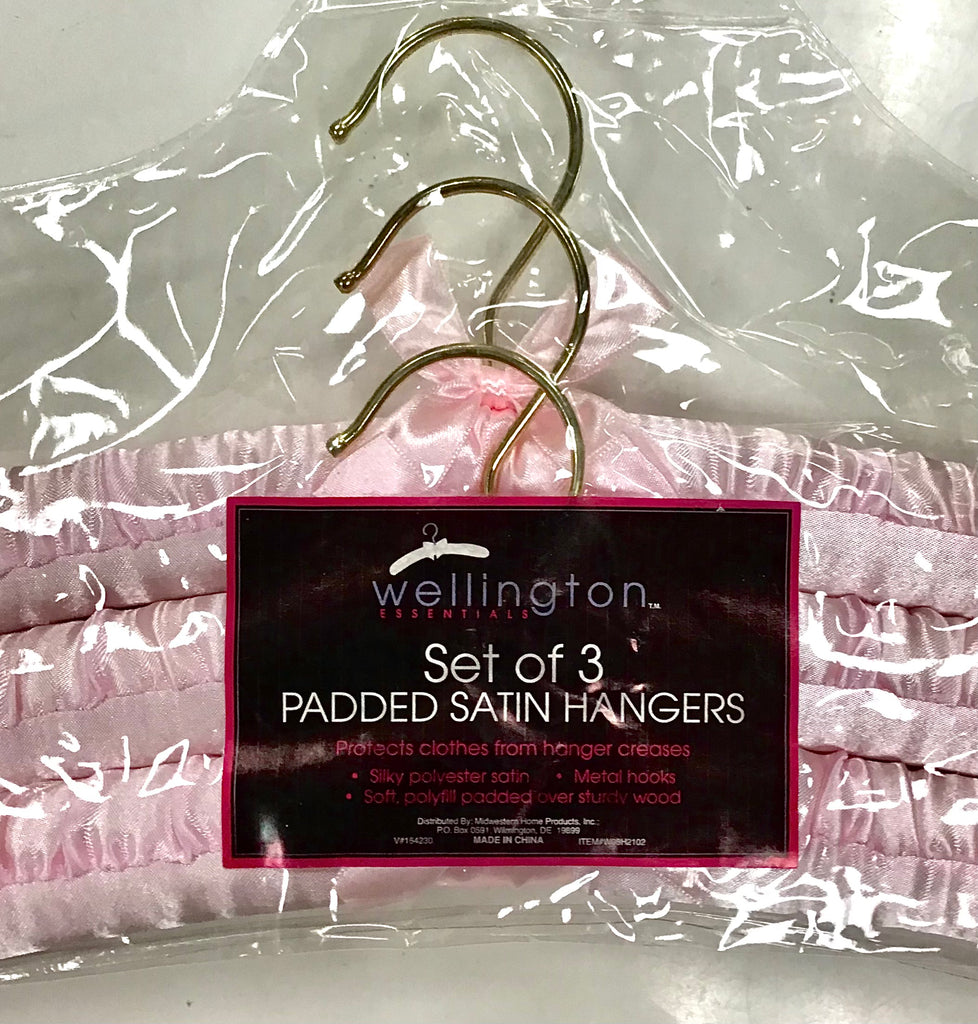 wellington T.M.
ESSENTIALS
Set of 3
PADDED SATIN HANGERS
Protects clothes from hanger creases
• Silky polyester satin • Metal hooks
• Soft, polyfill padded over sturdy wood
Distributed By: Midwestern Home Products, Inc.;
P.O. Box 0591, Wilmington, DE 19899
V#154230 MADE IN CHINA